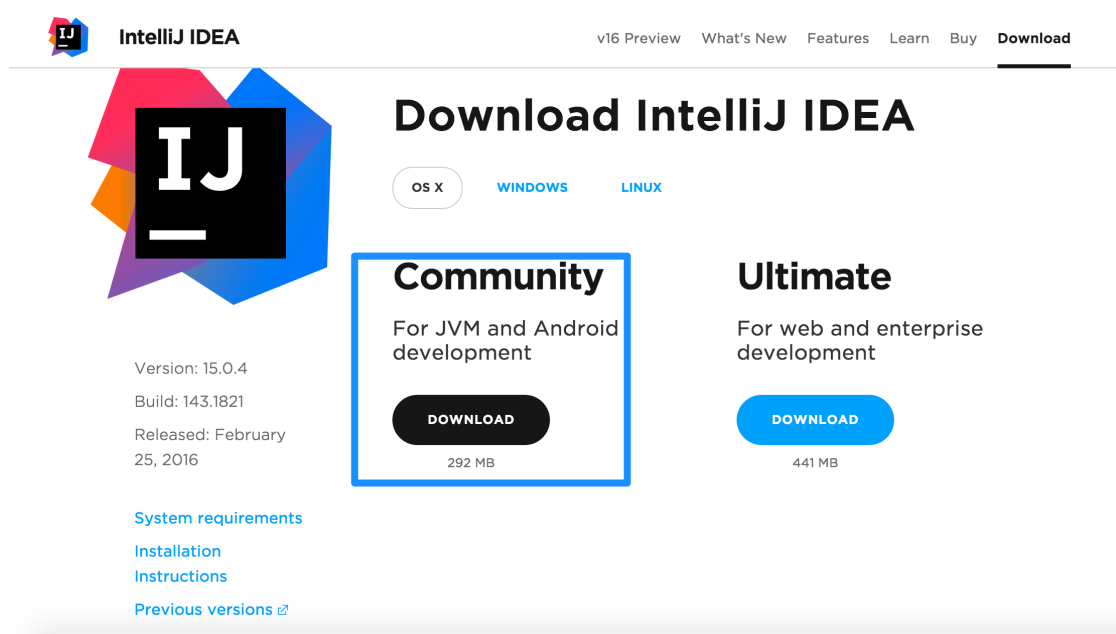 IJ
IntelliJ IDEA
v16 Preview What's New Features Learn Buy Download
IJ
Download IntelliJ IDEA
OS X WINDOWS LINUX
Community
For JVM and Android
development
DOWNLOAD
292 MB
Ultimate
For web and enterprise
development
DOWNLOAD
441 MB
Version: 15.0.4
Build: 143.1821
Released: February
25, 2016
System requirements
Installation
Instructions
Previous versions